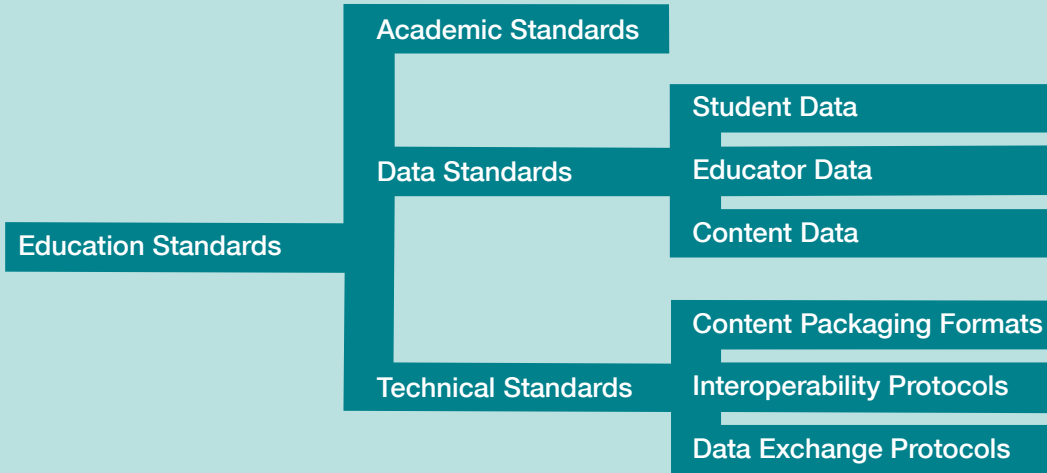 Education Standards
Academic Standards
Data Standards
Student Data
Educator Data
Content Data
Technical Standards
Content Packaging Formats
Interoperability Protocols
Data Exchange Protocols